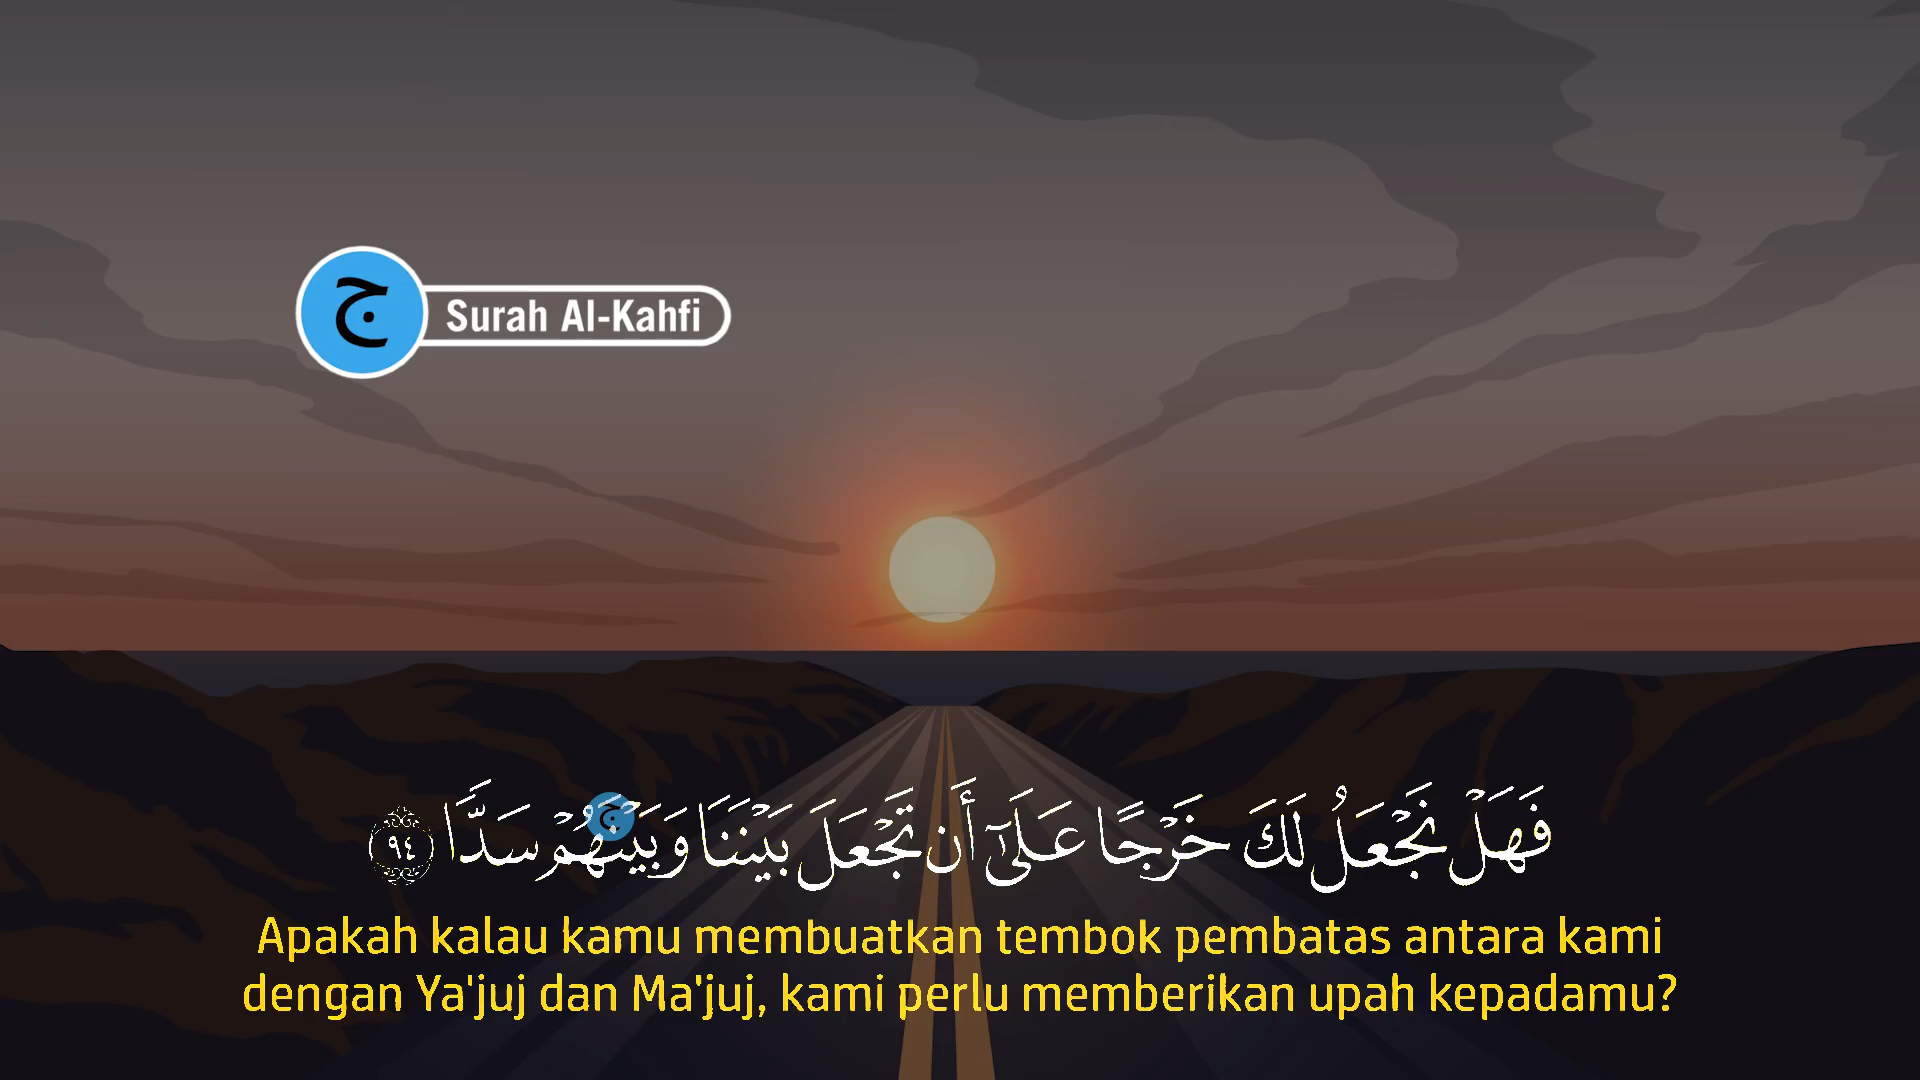 ج
Surah Al-Kahfi
فَهَلْ نَجْعَلُ لَكَ خَرْجًا عَلَىٰٓ أَن تَجْعَلَ بَيْنَنَا وَبَيْنَهُمْ سَدًّا ٩٤
ج
Apakah kalau kamu membuatkan tembok pembatas antara kami
dengan Ya'juj dan Ma'juj, kami perlu memberikan upah kepadamu?